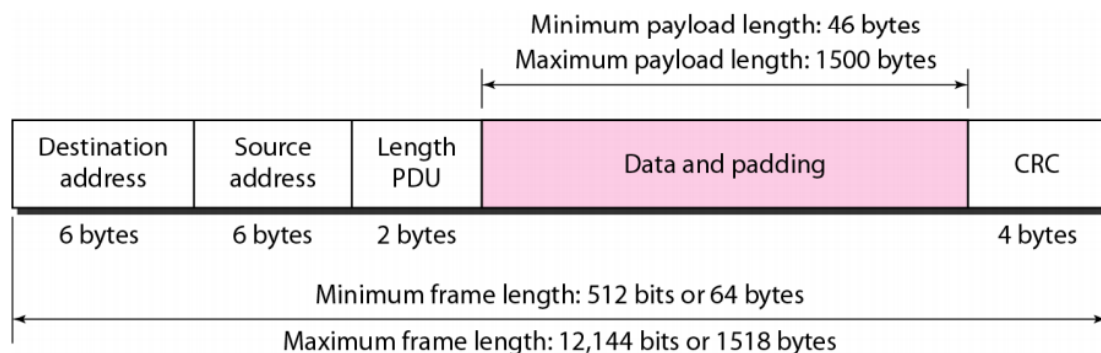 Minimum payload length: 46 bytes
Maximum payload length: 1500 bytes
Destination address
Source address
Length PDU
Data and padding
CRC
6 bytes
6 bytes
2 bytes
4 bytes
Minimum frame length: 512 bits or 64 bytes
Maximum frame length: 12,144 bits or 1518 bytes